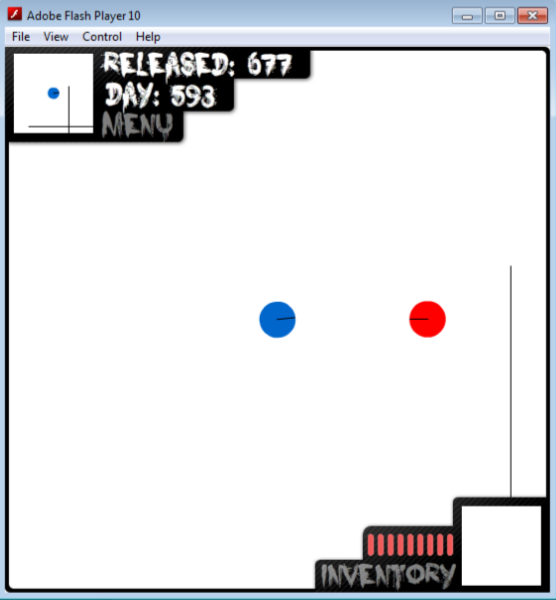 Adobe Flash Player 10
File View Control Help
RELEASED: 677
DAY: 593
MENU
INVENTORY